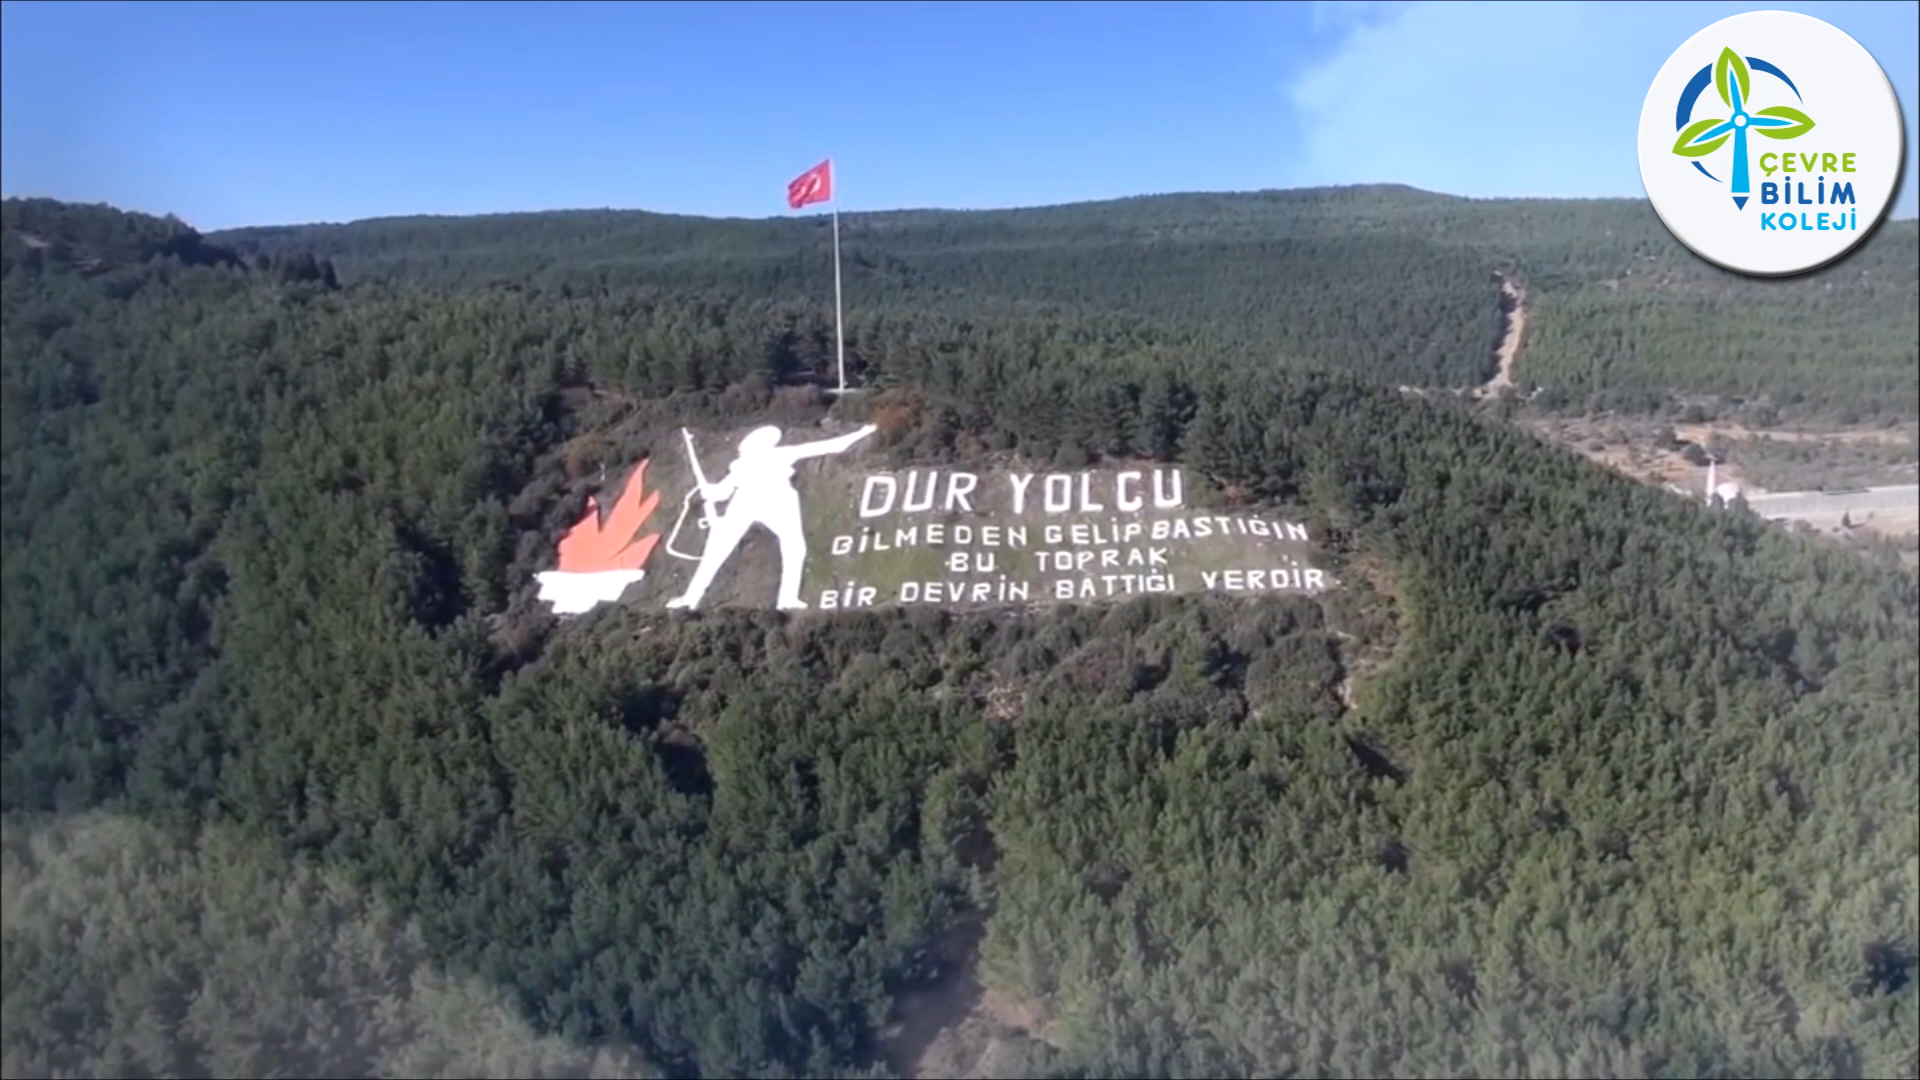 ÇEVRE
BİLİM
KOLEJİ
DUR YOLCU
BİLMEDEN GELİP BASTIĞIN
BU TOPRAK
BİR DEVRİN BATTIĞI YERDİR